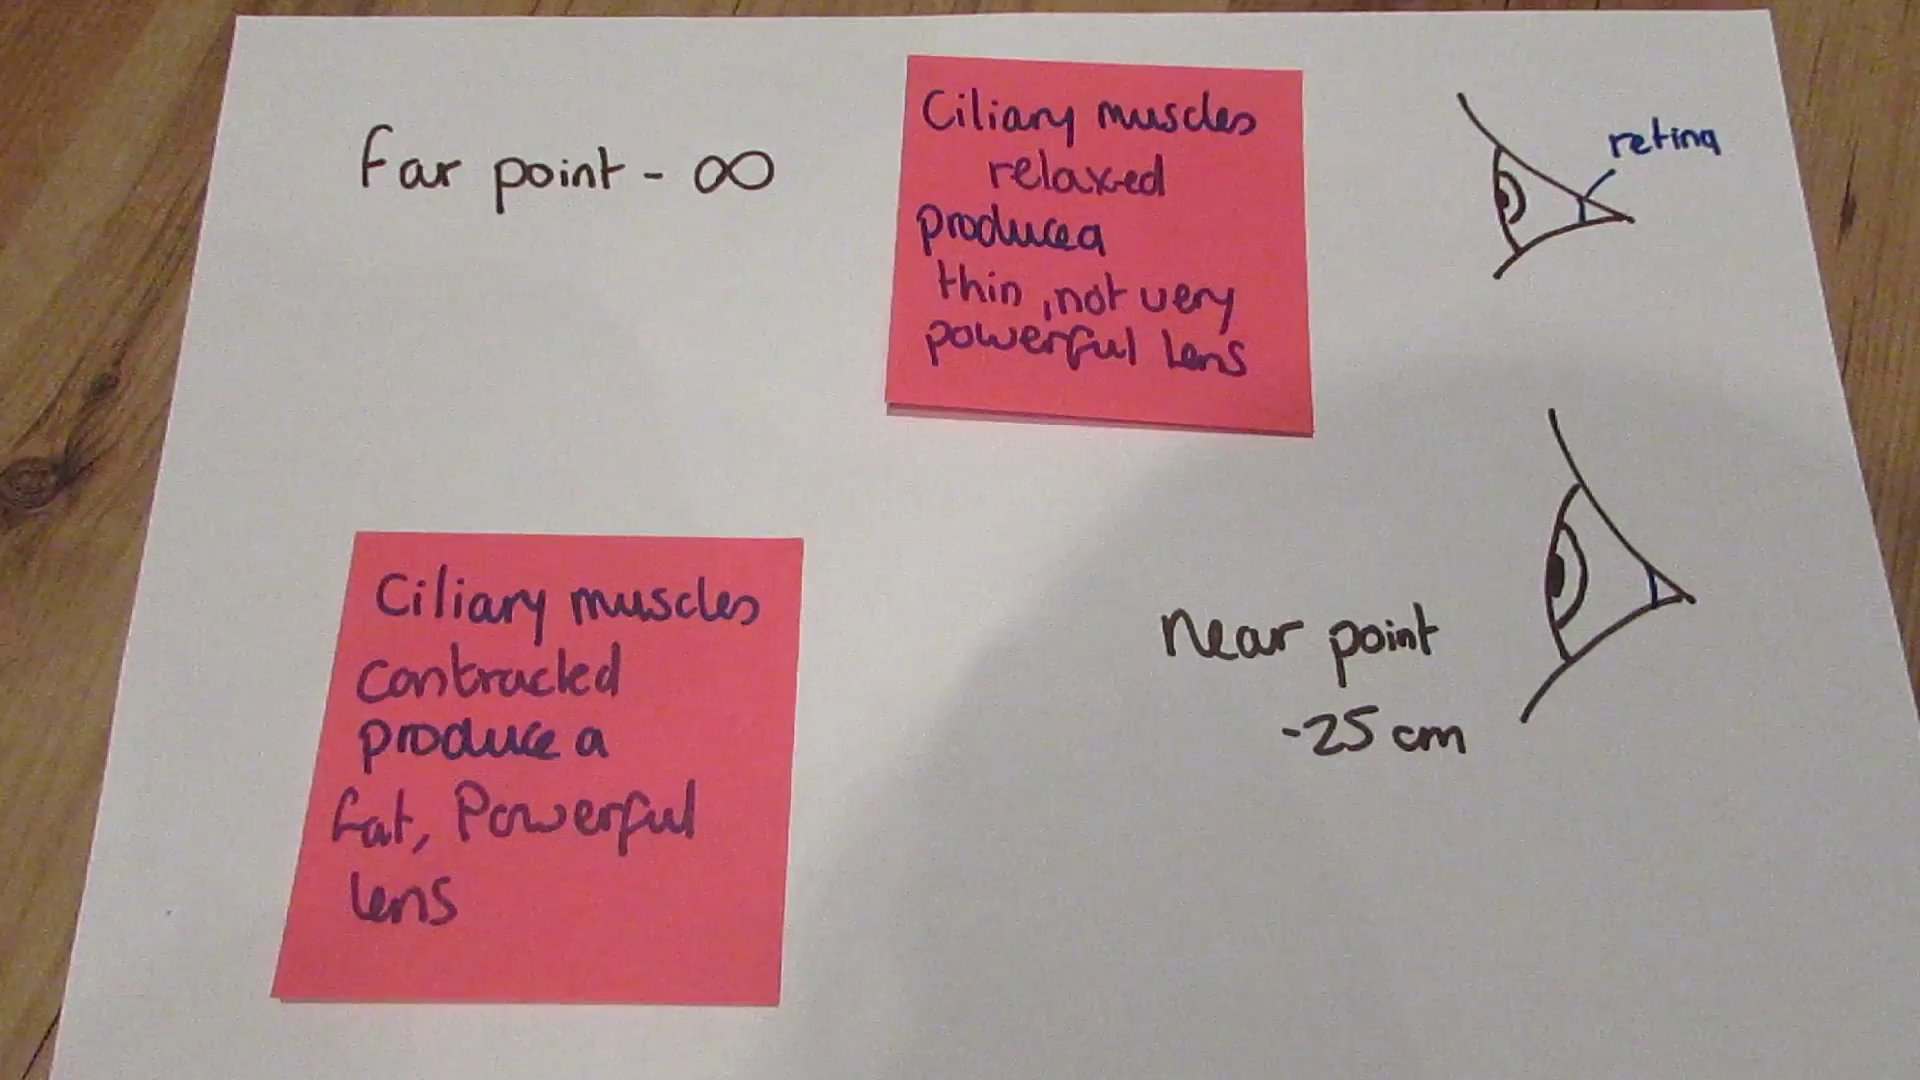 Far point - ∞
Ciliary muscles
relaxed
produce a
thin, not very
powerful lens
retina
Ciliary muscles
contracted
produce a
fat, Powerful
lens
Near point
-25 cm